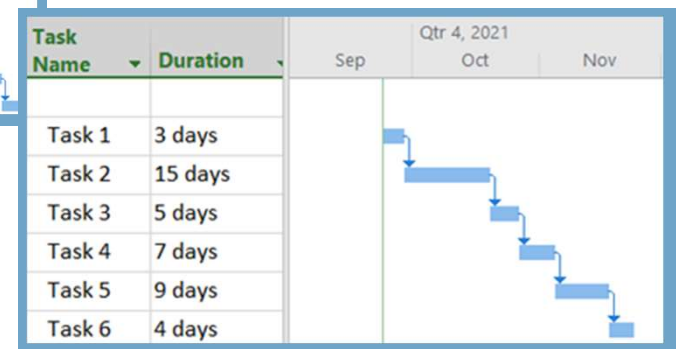 Task Name Duration
Qtr 4, 2021
Sep Oct Nov
Task 1 3 days
Task 2 15 days
Task 3 5 days
Task 4 7 days
Task 5 9 days
Task 6 4 days